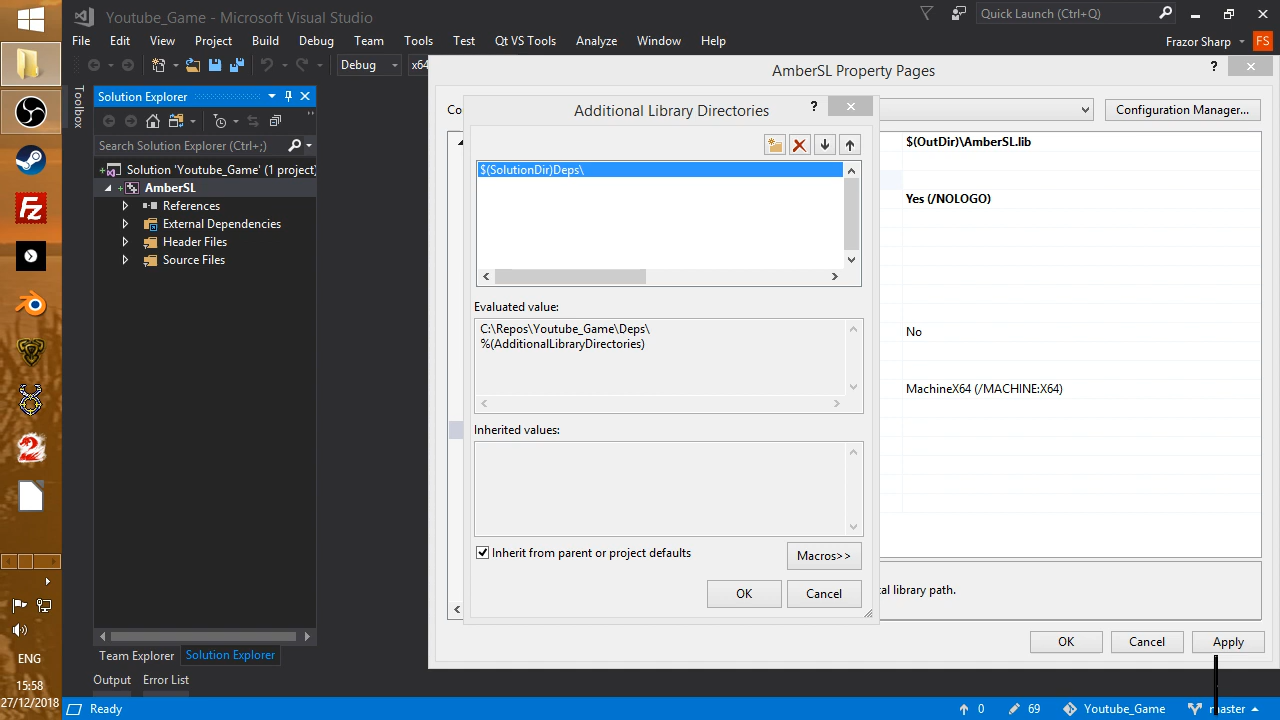 Youtube_Game - Microsoft Visual Studio
Quick Launch (Ctrl+Q)
File Edit View Project Build Debug Team Tools Test Qt VS Tools Analyze Window Help
Frazor Sharp FS
Debug x64
AmberSL Property Pages
?
Toolbox
Solution Explorer
Search Solution Explorer (Ctrl+;)
Solution 'Youtube_Game' (1 project)
AmberSL
References
External Dependencies
Header Files
Source Files
Team Explorer Solution Explorer
Output Error List
Co
Configuration Manager...
Additional Library Directories
?
$(SolutionDir)Deps\
Evaluated value:
C:\Repos\Youtube_Game\Deps\
%(AdditionalLibraryDirectories)
Inherited values:
Inherit from parent or project defaults
Macros>>
OK Cancel
$(OutDir)\AmberSL.lib
Yes (/NOLOGO)
No
MachineX64 (/MACHINE:X64)
al library path.
OK Cancel Apply
ENG
15:58
27/12/2018
Ready
0 69 Youtube_Game master